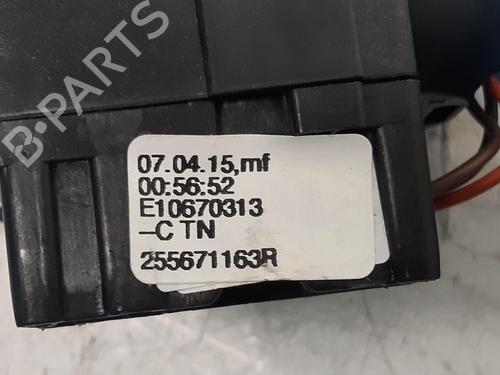 B-PARTS
07.04.15,mf
00:56:52
E10670313
-C TN
255671163R